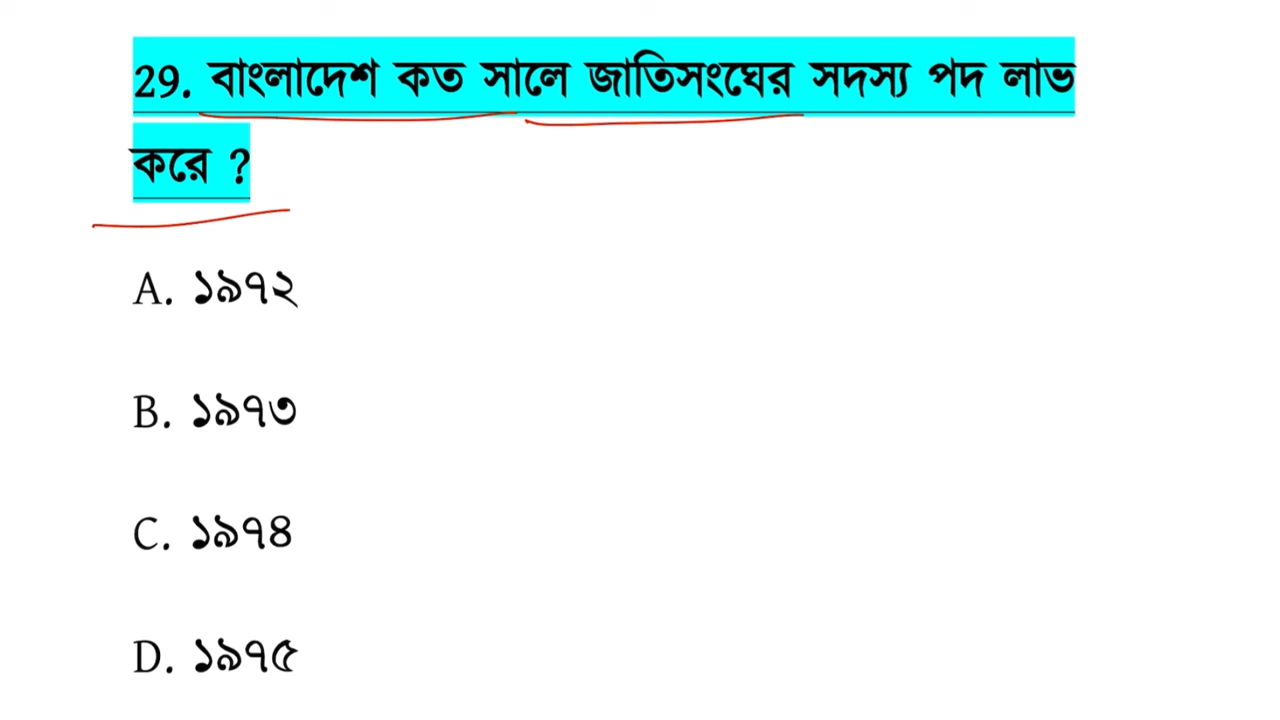 29. বাংলাদেশ কত সালে জাতিসংঘের সদস্য পদ লাভ
করে ?
A. ১৯৭২
B. ১৯৭৩
C. ১৯৭৪
D. ১৯৭৫